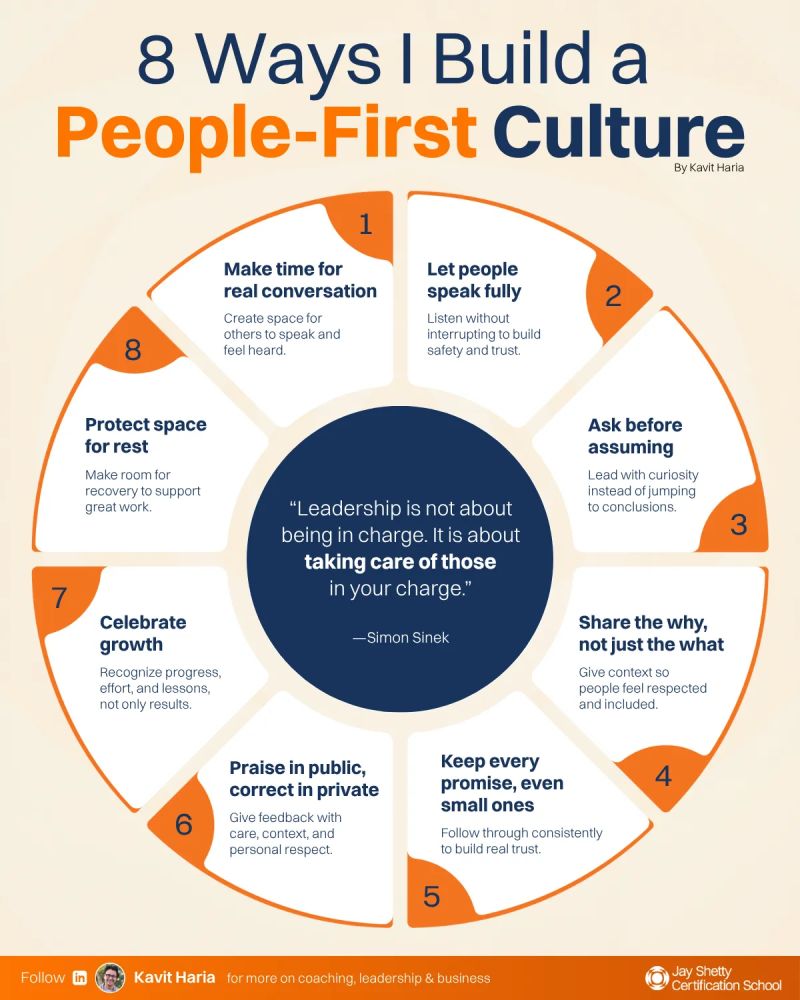 8 Ways I Build a
People-First Culture
By Kavit Haria
1
Make time for
real conversation
Create space for
others to speak and
feel heard.
2
Let people
speak fully
Listen without
interrupting to build
safety and trust.
3
Ask before
assuming
Lead with curiosity
instead of jumping
to conclusions.
4
Share the why,
not just the what
Give context so
people feel respected
and included.
5
Keep every
promise, even
small ones
Follow through consistently
to build real trust.
6
Praise in public,
correct in private
Give feedback with
care, context, and
personal respect.
7
Celebrate
growth
Recognize progress,
effort, and lessons,
not only results.
8
Protect space
for rest
Make room for
recovery to support
great work.
“Leadership is not about
being in charge. It is about
taking care of those
in your charge.”
—Simon Sinek
Follow in Kavit Haria for more on coaching, leadership & business
Jay Shetty
Certification School